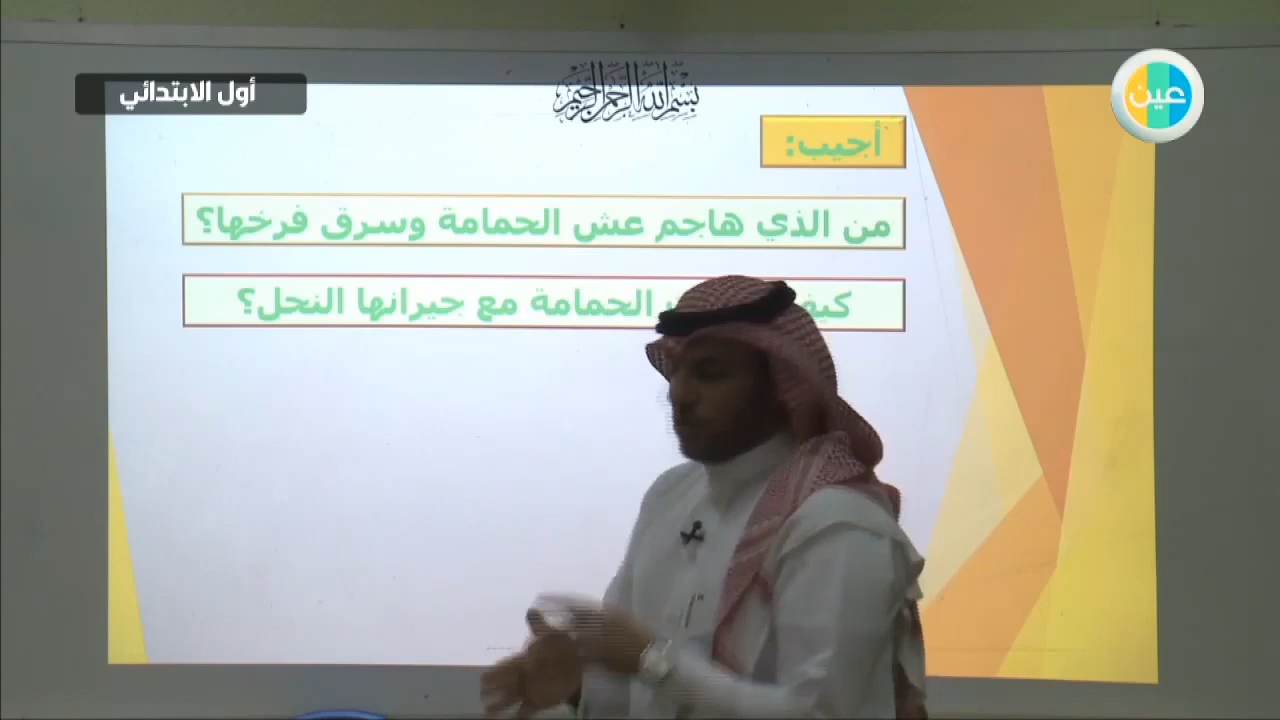 أول الابتدائي
عين
بسم الله الرحمن الرحيم
أجيب:
من الذي هاجم عش الحمامة وسرق فرخها؟
الحمامة مع جيرانها النحل؟